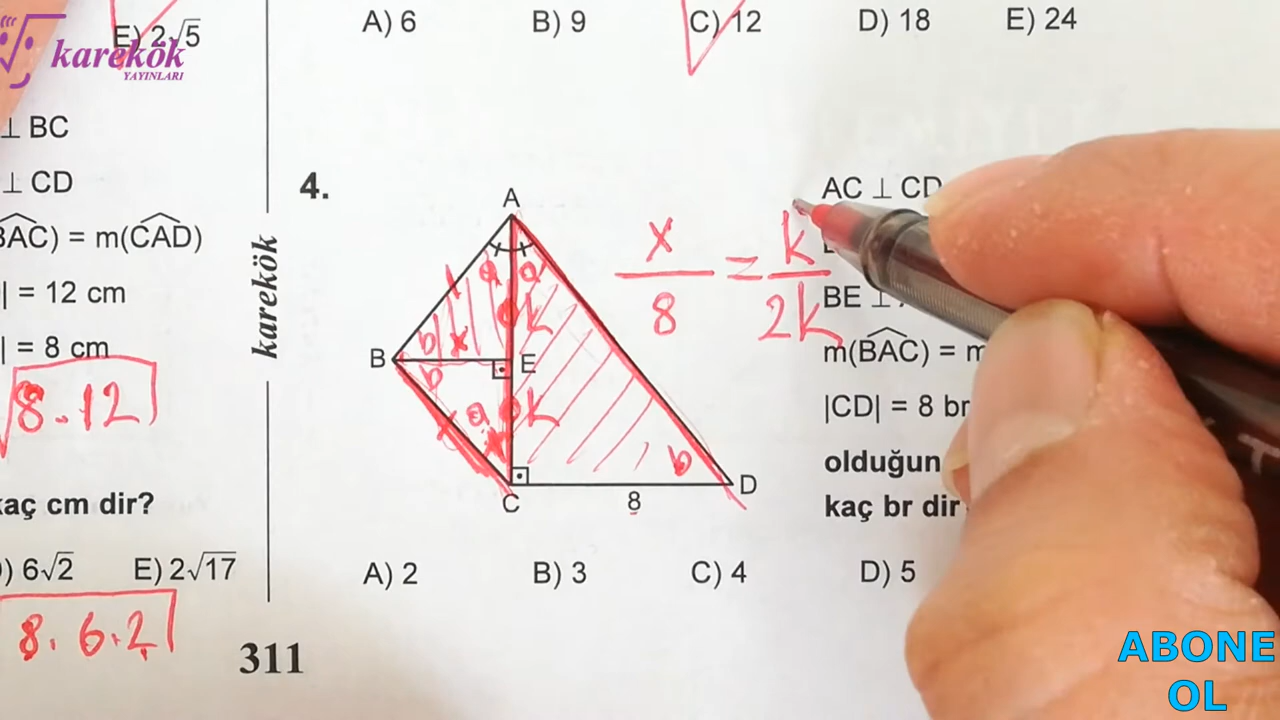 E) 2√5
karekök
YAYINLARI
⊥ BC
⊥ CD
BAC) = m(CAD)
| = 12 cm
| = 8 cm
√8.12
kaç cm dir?
) 6√2 E) 2√17
8.6.2
311
karekök
A) 6 B) 9 C) 12 D) 18 E) 24
4.
A
a a
k
b x
B E
b
a k
b
C 8 D
x/8 = k/2k
AC ⊥ CD
BE ⊥
m(BAC) = m
|CD| = 8 br
olduğun
kaç br dir
A) 2 B) 3 C) 4 D) 5
ABONE
OL